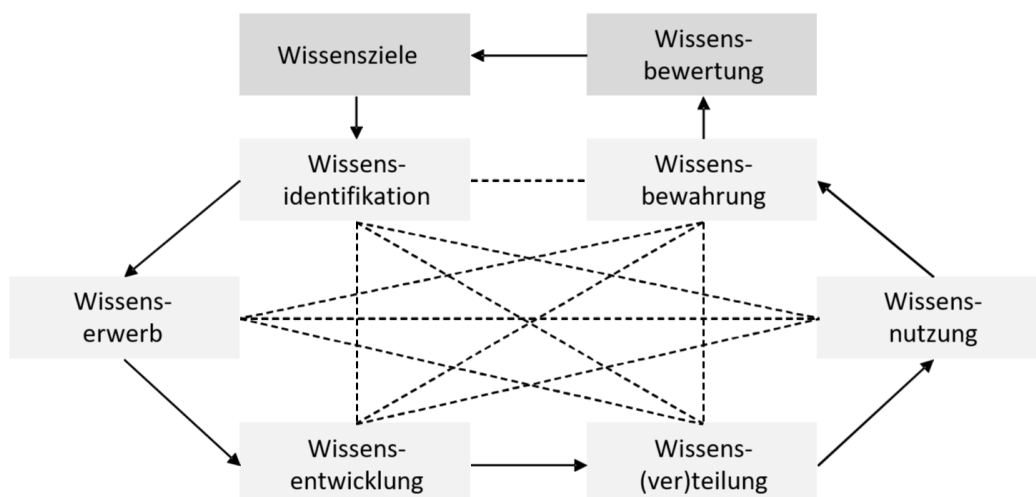 Wissensziele
Wissens-
bewertung
Wissens-
identifikation
Wissens-
bewahrung
Wissens-
erwerb
Wissens-
nutzung
Wissens-
entwicklung
Wissens-
(ver)teilung